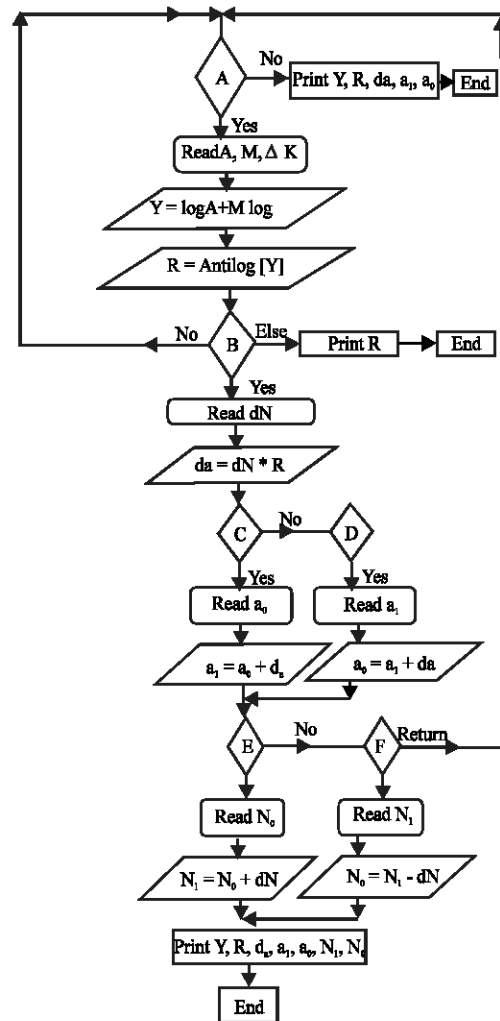 No
A
Print Y, R, da, a₁, a₀
End
Yes
ReadA, M, Δ K
Y = logA+M log
R = Antilog [Y]
No
B
Else
Print R
End
Yes
Read dN
da = dN * R
C
No
D
Yes
Yes
Read a₀
Read a₁
a₁ = a₀ + dₐ
a₀ = a₁ + da
E
No
F
Return
Read N₀
Read N₁
N₁ = N₀ + dN
N₀ = N₁ - dN
Print Y, R, dₐ, a₁, a₀, N₁, N₀
End